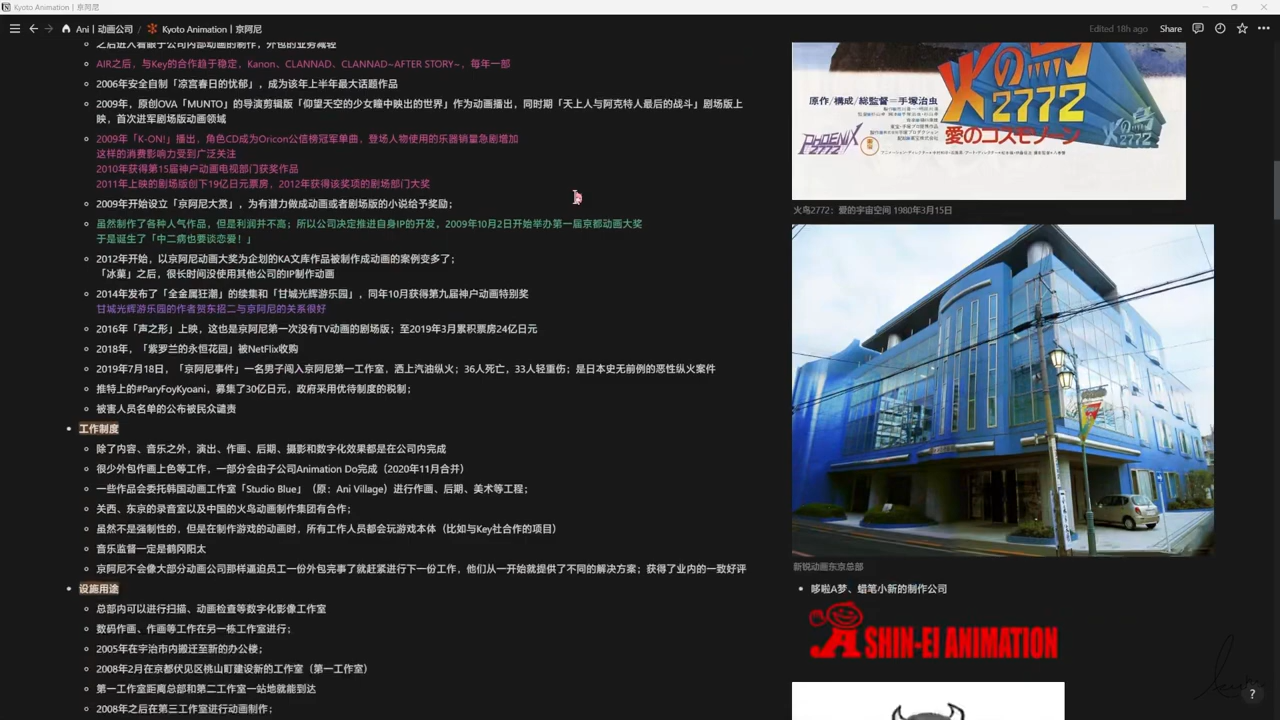 Kyoto Animation | 京阿尼
Ani | 动画公司 / Kyoto Animation | 京阿尼
Edited 18h ago Share
之后进入着眼于公司内部动画的制作，外包的业务减轻
AIR之后，与Key的合作趋于稳定，Kanon、CLANNAD、CLANNAD~AFTER STORY~，每年一部
2006年安全自制「凉宫春日的忧郁」，成为该年上半年最大话题作品
2009年，原创OVA「MUNTO」的导演剪辑版「仰望天空的少女瞳中映出的世界」作为动画播出，同时期「天上人与阿克特人最后的战斗」剧场版上
映，首次进军剧场版动画领域
2009年「K-ON!」播出，角色CD成为Oricon公信榜冠军单曲，登场人物使用的乐器销量急剧增加
这样的消费影响力受到广泛关注
2010年获得第15届神户动画电视部门获奖作品
2011年上映的剧场版创下19亿日元票房，2012年获得该奖项的剧场部门大奖
2009年开始设立「京阿尼大赏」，为有潜力做成动画或者剧场版的小说给予奖励；
虽然制作了各种人气作品，但是利润并不高；所以公司决定推进自身IP的开发，2009年10月2日开始举办第一届京都动画大奖
于是诞生了「中二病也要谈恋爱！」
2012年开始，以京阿尼动画大奖为企划的KA文库作品被制作成动画的案例变多了；
「冰菓」之后，很长时间没使用其他公司的IP制作动画
2014年发布了「全金属狂潮」的续集和「甘城光辉游乐园」，同年10月获得第九届神户动画特别奖
甘城光辉游乐园的作者贺东招二与京阿尼的关系很好
2016年「声之形」上映，这也是京阿尼第一次没有TV动画的剧场版；至2019年3月累积票房24亿日元
2018年，「紫罗兰的永恒花园」被NetFlix收购
2019年7月18日，「京阿尼事件」一名男子闯入京阿尼第一工作室，洒上汽油纵火；36人死亡，33人轻重伤；是日本史无前例的恶性纵火案件
推特上的#ParyFoyKyoani，募集了30亿日元，政府采用优待制度的税制；
被害人员名单的公布被民众谴责
工作制度
除了内容、音乐之外，演出、作画、后期、摄影和数字化效果都是在公司内完成
很少外包作画上色等工作，一部分会由子公司Animation Do完成（2020年11月合并）
一些作品会委托韩国动画工作室「Studio Blue」（原：Ani Village）进行作画、后期、美术等工程；
关西、东京的录音室以及中国的火鸟动画制作集团有合作；
虽然不是强制性的，但是在制作游戏的动画时，所有工作人员都会玩游戏本体（比如与Key社合作的项目）
音乐监督一定是鹤冈阳太
京阿尼不会像大部分动画公司那样逼迫员工一份外包完事了就赶紧进行下一份工作，他们从一开始就提供了不同的解决方案；获得了业内的一致好评
设施用途
总部内可以进行扫描、动画检查等数字化影像工作室
数码作画、作画等工作在另一栋工作室进行；
2005年在宇治市内搬迁至新的办公楼；
2008年2月在京都伏见区桃山町建设新的工作室（第一工作室）
第一工作室距离总部和第二工作室一站地就能到达
2008年之后在第三工作室进行动画制作；
火の鳥
2772
愛のコスモゾーン
原作/構成/総監督=手塚治虫
PHOENIX
2772
火鸟2772：爱的宇宙空间 1980年3月15日
新锐动画东京总部
哆啦A梦、蜡笔小新的制作公司
SHIN-EI ANIMATION
?